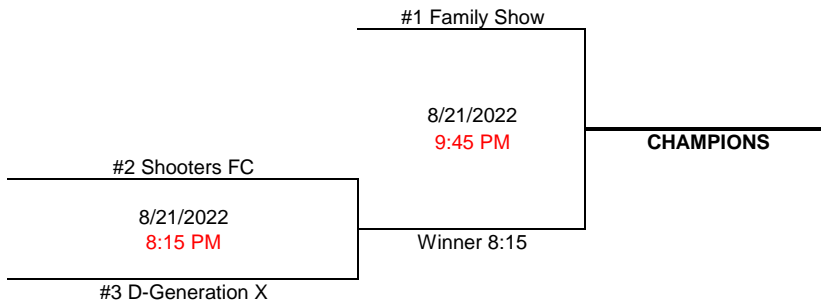 #1 Family Show
8/21/2022
9:45 PM
CHAMPIONS
#2 Shooters FC
8/21/2022
8:15 PM
Winner 8:15
#3 D-Generation X